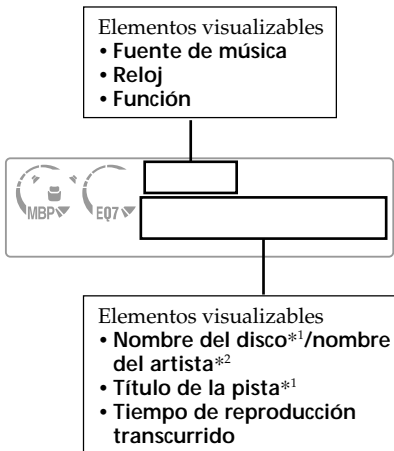 Elementos visualizables
• Fuente de música
• Reloj
• Función
MBP EQ7
Elementos visualizables
• Nombre del disco*1/nombre
del artista*2
• Título de la pista*1
• Tiempo de reproducción
transcurrido